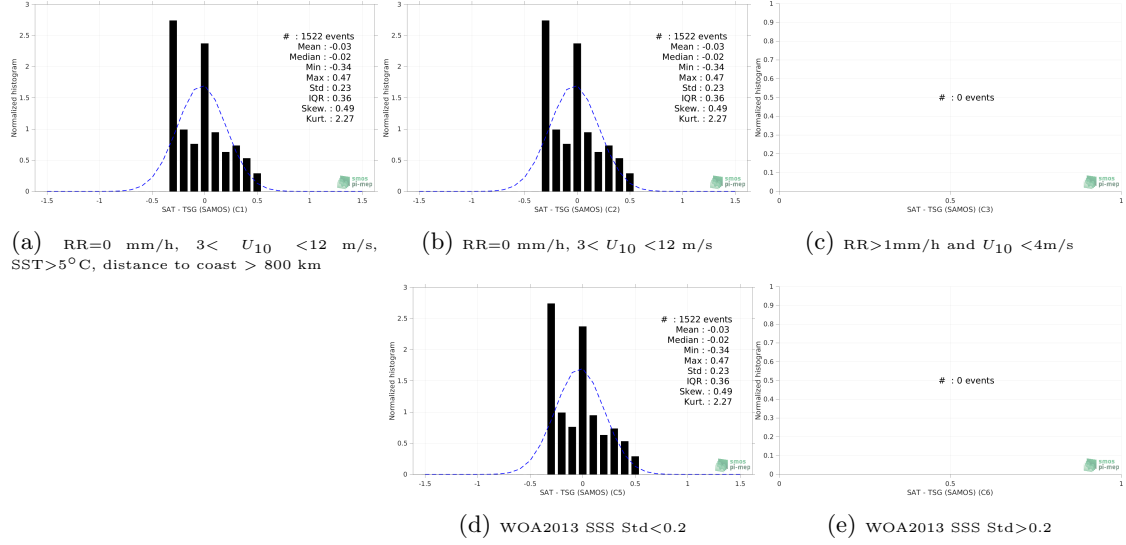 3
2.5
2
1.5
1
0.5
0
-1.5
-1
-0.5
0
0.5
1
1.5
Normalized histogram
SAT - TSG (SAMOS) (C1)
# : 1522 events
Mean : -0.03
Median : -0.02
Min : -0.34
Max : 0.47
Std : 0.23
IQR : 0.36
Skew. : 0.49
Kurt. : 2.27
smos
pi-mep
(a) RR=0 mm/h, 3< U10 <12 m/s,
SST>5°C, distance to coast > 800 km
3
2.5
2
1.5
1
0.5
0
-1.5
-1
-0.5
0
0.5
1
1.5
Normalized histogram
SAT - TSG (SAMOS) (C2)
# : 1522 events
Mean : -0.03
Median : -0.02
Min : -0.34
Max : 0.47
Std : 0.23
IQR : 0.36
Skew. : 0.49
Kurt. : 2.27
smos
pi-mep
(b) RR=0 mm/h, 3< U10 <12 m/s
1
0.9
0.8
0.7
0.6
0.5
0.4
0.3
0.2
0.1
0
0
0.5
1
Normalized histogram
SAT - TSG (SAMOS) (C3)
# : 0 events
smos
pi-mep
(c) RR>1mm/h and U10 <4m/s
3
2.5
2
1.5
1
0.5
0
-1.5
-1
-0.5
0
0.5
1
1.5
Normalized histogram
SAT - TSG (SAMOS) (C5)
# : 1522 events
Mean : -0.03
Median : -0.02
Min : -0.34
Max : 0.47
Std : 0.23
IQR : 0.36
Skew. : 0.49
Kurt. : 2.27
smos
pi-mep
(d) WOA2013 SSS Std<0.2
1
0.9
0.8
0.7
0.6
0.5
0.4
0.3
0.2
0.1
0
0
0.5
1
Normalized histogram
SAT - TSG (SAMOS) (C6)
# : 0 events
smos
pi-mep
(e) WOA2013 SSS Std>0.2